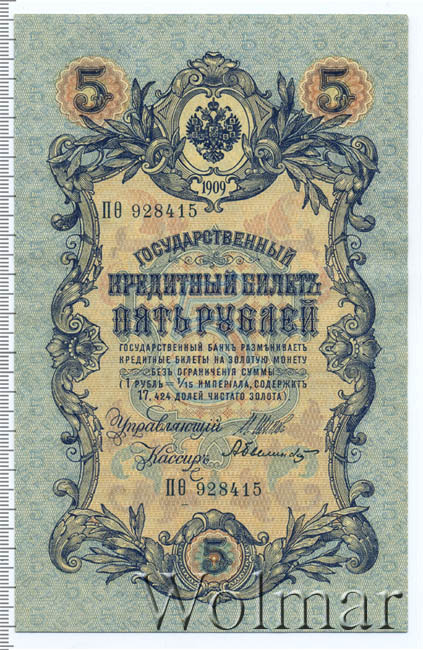 5 5
1909
ПѲ 928415
ГОСУДАРСТВЕННЫЙ
КРЕДИТНЫЙ БИЛЕТЪ
ПЯТЬ РУБЛЕЙ
ГОСУДАРСТВЕННЫЙ БАНКЪ РАЗМѢНИВАЕТЪ
КРЕДИТНЫЕ БИЛЕТЫ НА ЗОЛОТУЮ МОНЕТУ
БЕЗЪ ОГРАНИЧЕНІЯ СУММЫ
(1 РУБЛЬ = 1/15 ИМПЕРІАЛА, СОДЕРЖИТЪ
17,424 ДОЛЕЙ ЧИСТАГО ЗОЛОТА).
Управляющій
Кассиръ
ПѲ 928415
5
Wolmar